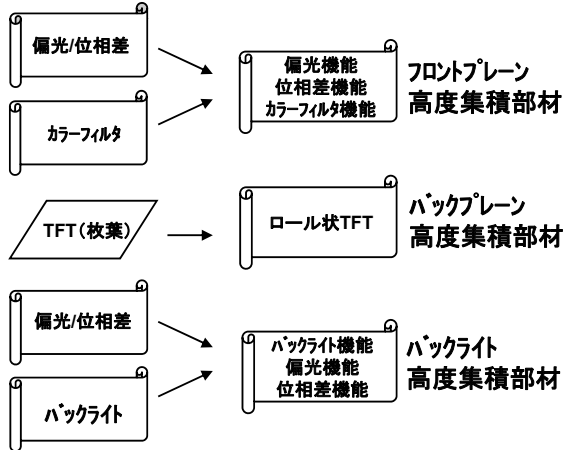 偏光/位相差
カラーフィルタ
偏光機能
位相差機能
カラーフィルタ機能
フロントプレーン
高度集積部材
TFT(枚葉)
ロール状TFT
バックプレーン
高度集積部材
偏光/位相差
バックライト
バックライト機能
偏光機能
位相差機能
バックライト
高度集積部材